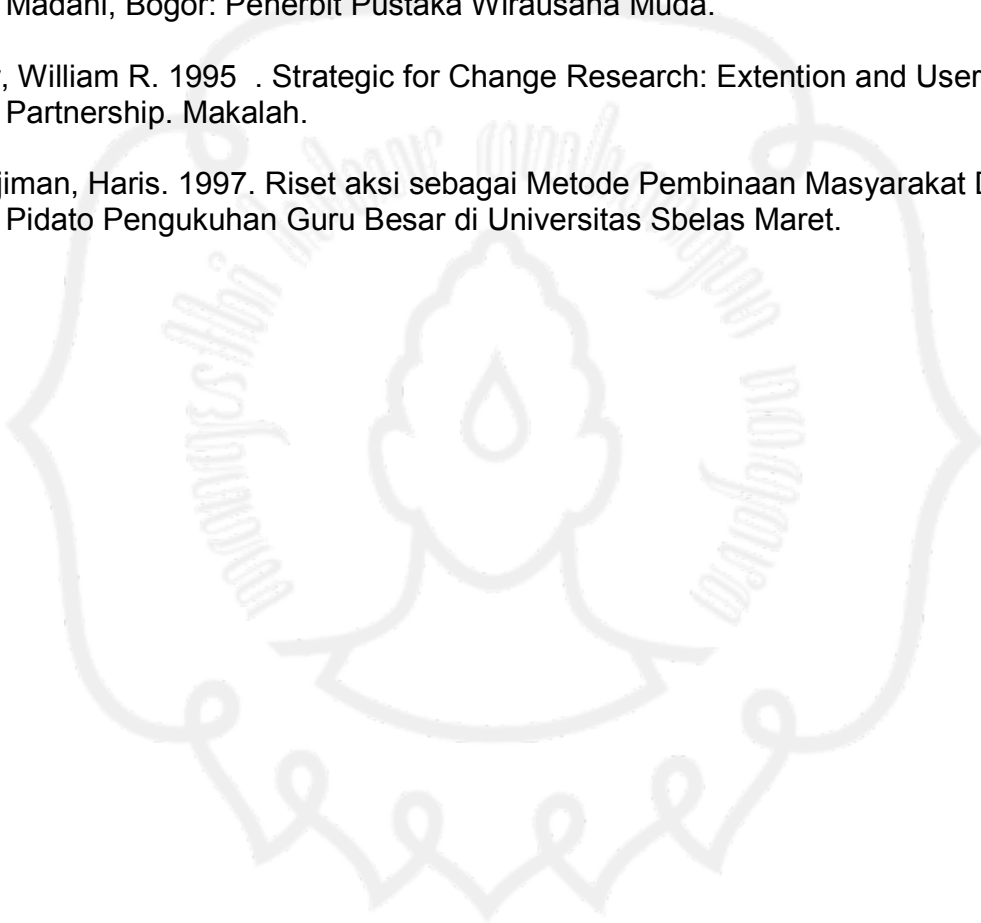 Madani, Bogor: Penerbit Pustaka Wirausaha Muda.
, William R. 1995 . Strategic for Change Research: Extention and User
Partnership. Makalah.
jiman, Haris. 1997. Riset aksi sebagai Metode Pembinaan Masyarakat D
Pidato Pengukuhan Guru Besar di Universitas Sbelas Maret.